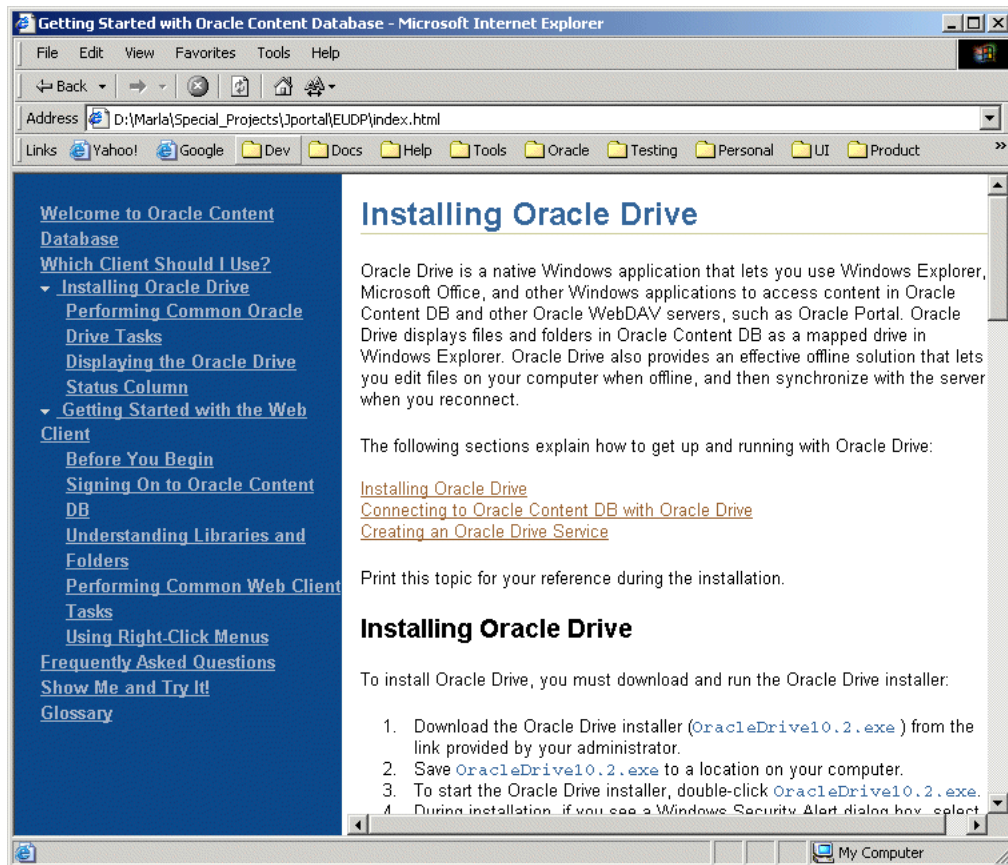 Getting Started with Oracle Content Database - Microsoft Internet Explorer
File Edit View Favorites Tools Help
Back
Address D:\Marla\Special_Projects\Jportal\EUDP\index.html
Links Yahoo! Google Dev Docs Help Tools Oracle Testing Personal UI Product »
Welcome to Oracle Content
Database
Which Client Should I Use?
Installing Oracle Drive
Performing Common Oracle
Drive Tasks
Displaying the Oracle Drive
Status Column
Getting Started with the Web
Client
Before You Begin
Signing On to Oracle Content
DB
Understanding Libraries and
Folders
Performing Common Web Client
Tasks
Using Right-Click Menus
Frequently Asked Questions
Show Me and Try It!
Glossary
Installing Oracle Drive
Oracle Drive is a native Windows application that lets you use Windows Explorer,
Microsoft Office, and other Windows applications to access content in Oracle
Content DB and other Oracle WebDAV servers, such as Oracle Portal. Oracle
Drive displays files and folders in Oracle Content DB as a mapped drive in
Windows Explorer. Oracle Drive also provides an effective offline solution that lets
you edit files on your computer when offline, and then synchronize with the server
when you reconnect.
The following sections explain how to get up and running with Oracle Drive:
Installing Oracle Drive
Connecting to Oracle Content DB with Oracle Drive
Creating an Oracle Drive Service
Print this topic for your reference during the installation.
Installing Oracle Drive
To install Oracle Drive, you must download and run the Oracle Drive installer:
1. Download the Oracle Drive installer (OracleDrive10.2.exe ) from the
link provided by your administrator.
2. Save OracleDrive10.2.exe to a location on your computer.
3. To start the Oracle Drive installer, double-click OracleDrive10.2.exe.
4. During installation, if you see a Windows Security Alert dialog box, select
My Computer